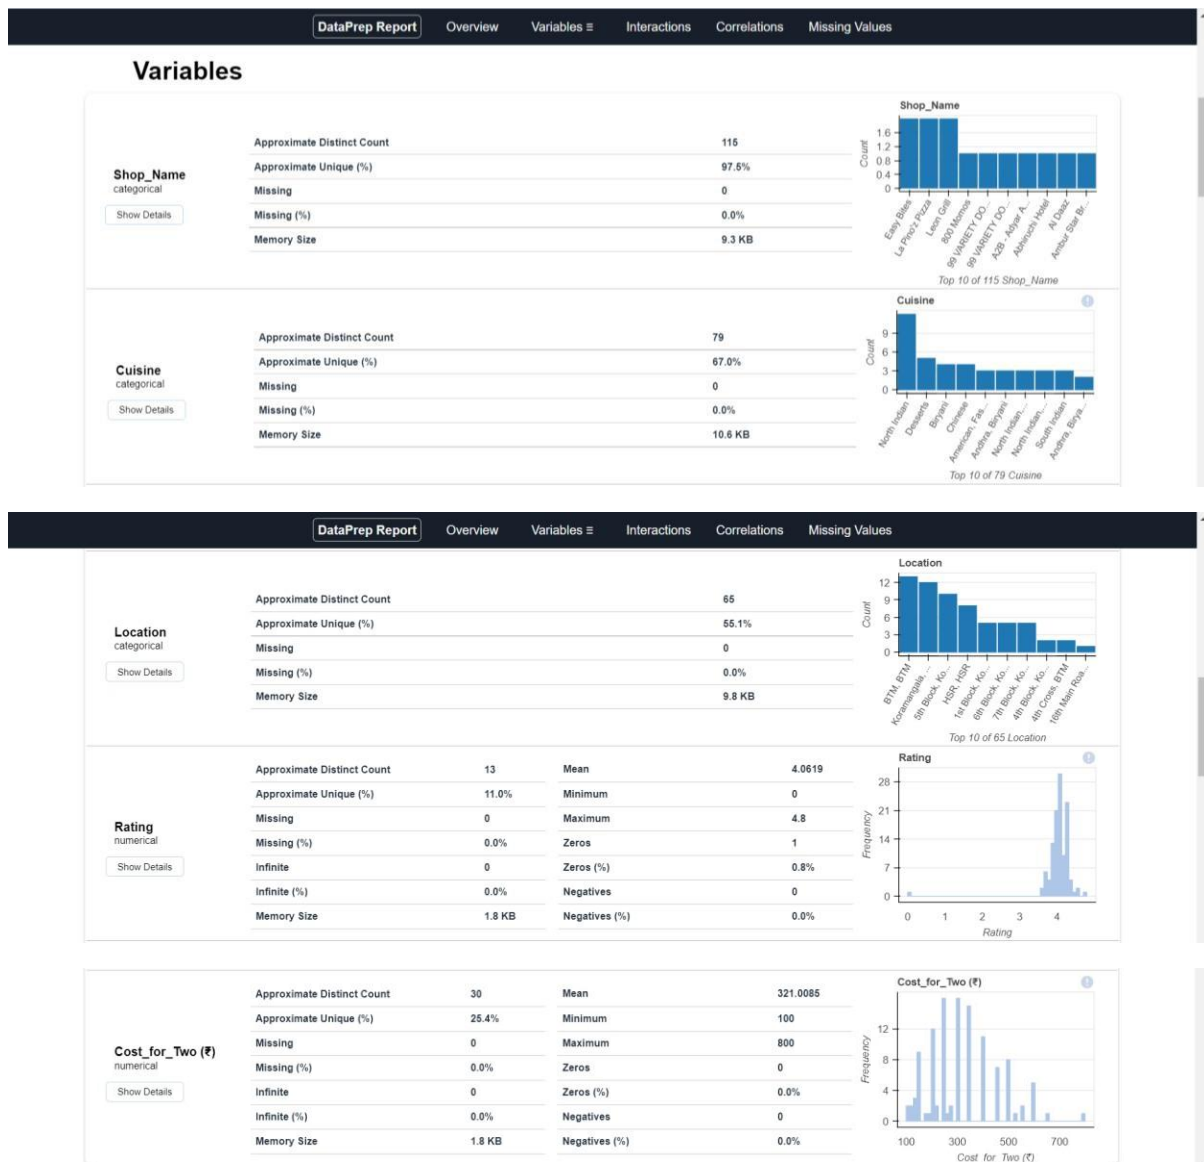 DataPrep Report Overview Variables ≡ Interactions Correlations Missing Values
Variables
Shop_Name
categorical
Show Details
Approximate Distinct Count 115
Approximate Unique (%) 97.5%
Missing 0
Missing (%) 0.0%
Memory Size 9.3 KB
Shop_Name
Count
1.6
1.2
0.8
0.4
0
Easy Bites
La Pino'z Pizza
Leon Grill
800 Momos
99 VARIETY DO...
99 VARIETY DO...
A2B - Adyar A...
Abhiruchi Hotel
Al Daaz
Ambur Star Br...
Top 10 of 115 Shop_Name
Cuisine
categorical
Show Details
Approximate Distinct Count 79
Approximate Unique (%) 67.0%
Missing 0
Missing (%) 0.0%
Memory Size 10.6 KB
Cuisine
Count
9
6
3
0
North Indian
Desserts
Biryani
Chinese
American, Fas...
Andhra, Biryani
North Indian,...
North Indian,...
South Indian
Andhra, Birya...
Top 10 of 79 Cuisine
DataPrep Report Overview Variables ≡ Interactions Correlations Missing Values
Location
categorical
Show Details
Approximate Distinct Count 65
Approximate Unique (%) 55.1%
Missing 0
Missing (%) 0.0%
Memory Size 9.8 KB
Location
Count
12
9
6
3
0
BTM, BTM
Koramangala, ...
5th Block, Ko...
HSR, HSR
1st Block, Ko...
6th Block, Ko...
7th Block, Ko...
4th Block, Ko...
4th Cross, BTM
16th Main Roa...
Top 10 of 65 Location
Rating
numerical
Show Details
Approximate Distinct Count 13 Mean 4.0619
Approximate Unique (%) 11.0% Minimum 0
Missing 0 Maximum 4.8
Missing (%) 0.0% Zeros 1
Infinite 0 Zeros (%) 0.8%
Infinite (%) 0.0% Negatives 0
Memory Size 1.8 KB Negatives (%) 0.0%
Rating
Frequency
28
21
14
7
0
0 1 2 3 4
Rating
Cost_for_Two (₹)
numerical
Show Details
Approximate Distinct Count 30 Mean 321.0085
Approximate Unique (%) 25.4% Minimum 100
Missing 0 Maximum 800
Missing (%) 0.0% Zeros 0
Infinite 0 Zeros (%) 0.0%
Infinite (%) 0.0% Negatives 0
Memory Size 1.8 KB Negatives (%) 0.0%
Cost_for_Two (₹)
Frequency
12
8
4
0
100 300 500 700
Cost_for_Two (₹)